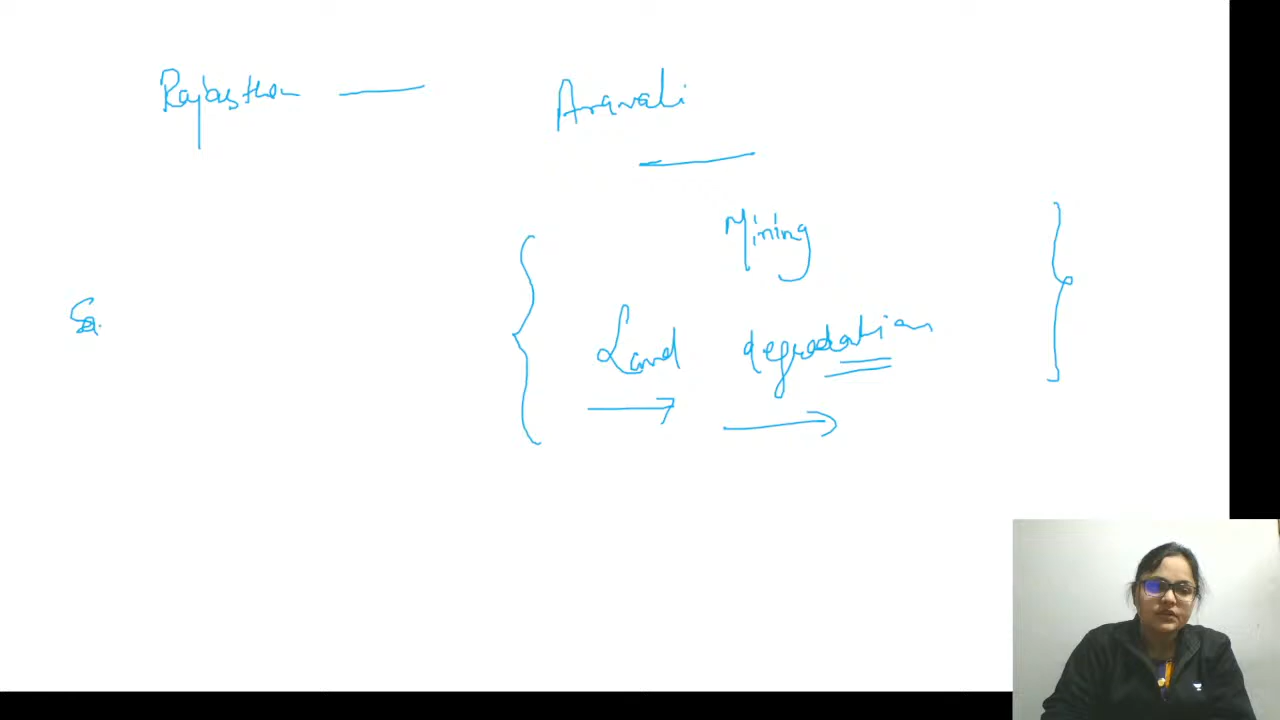 Rajasthan — Aravali
Mining
Land degradation